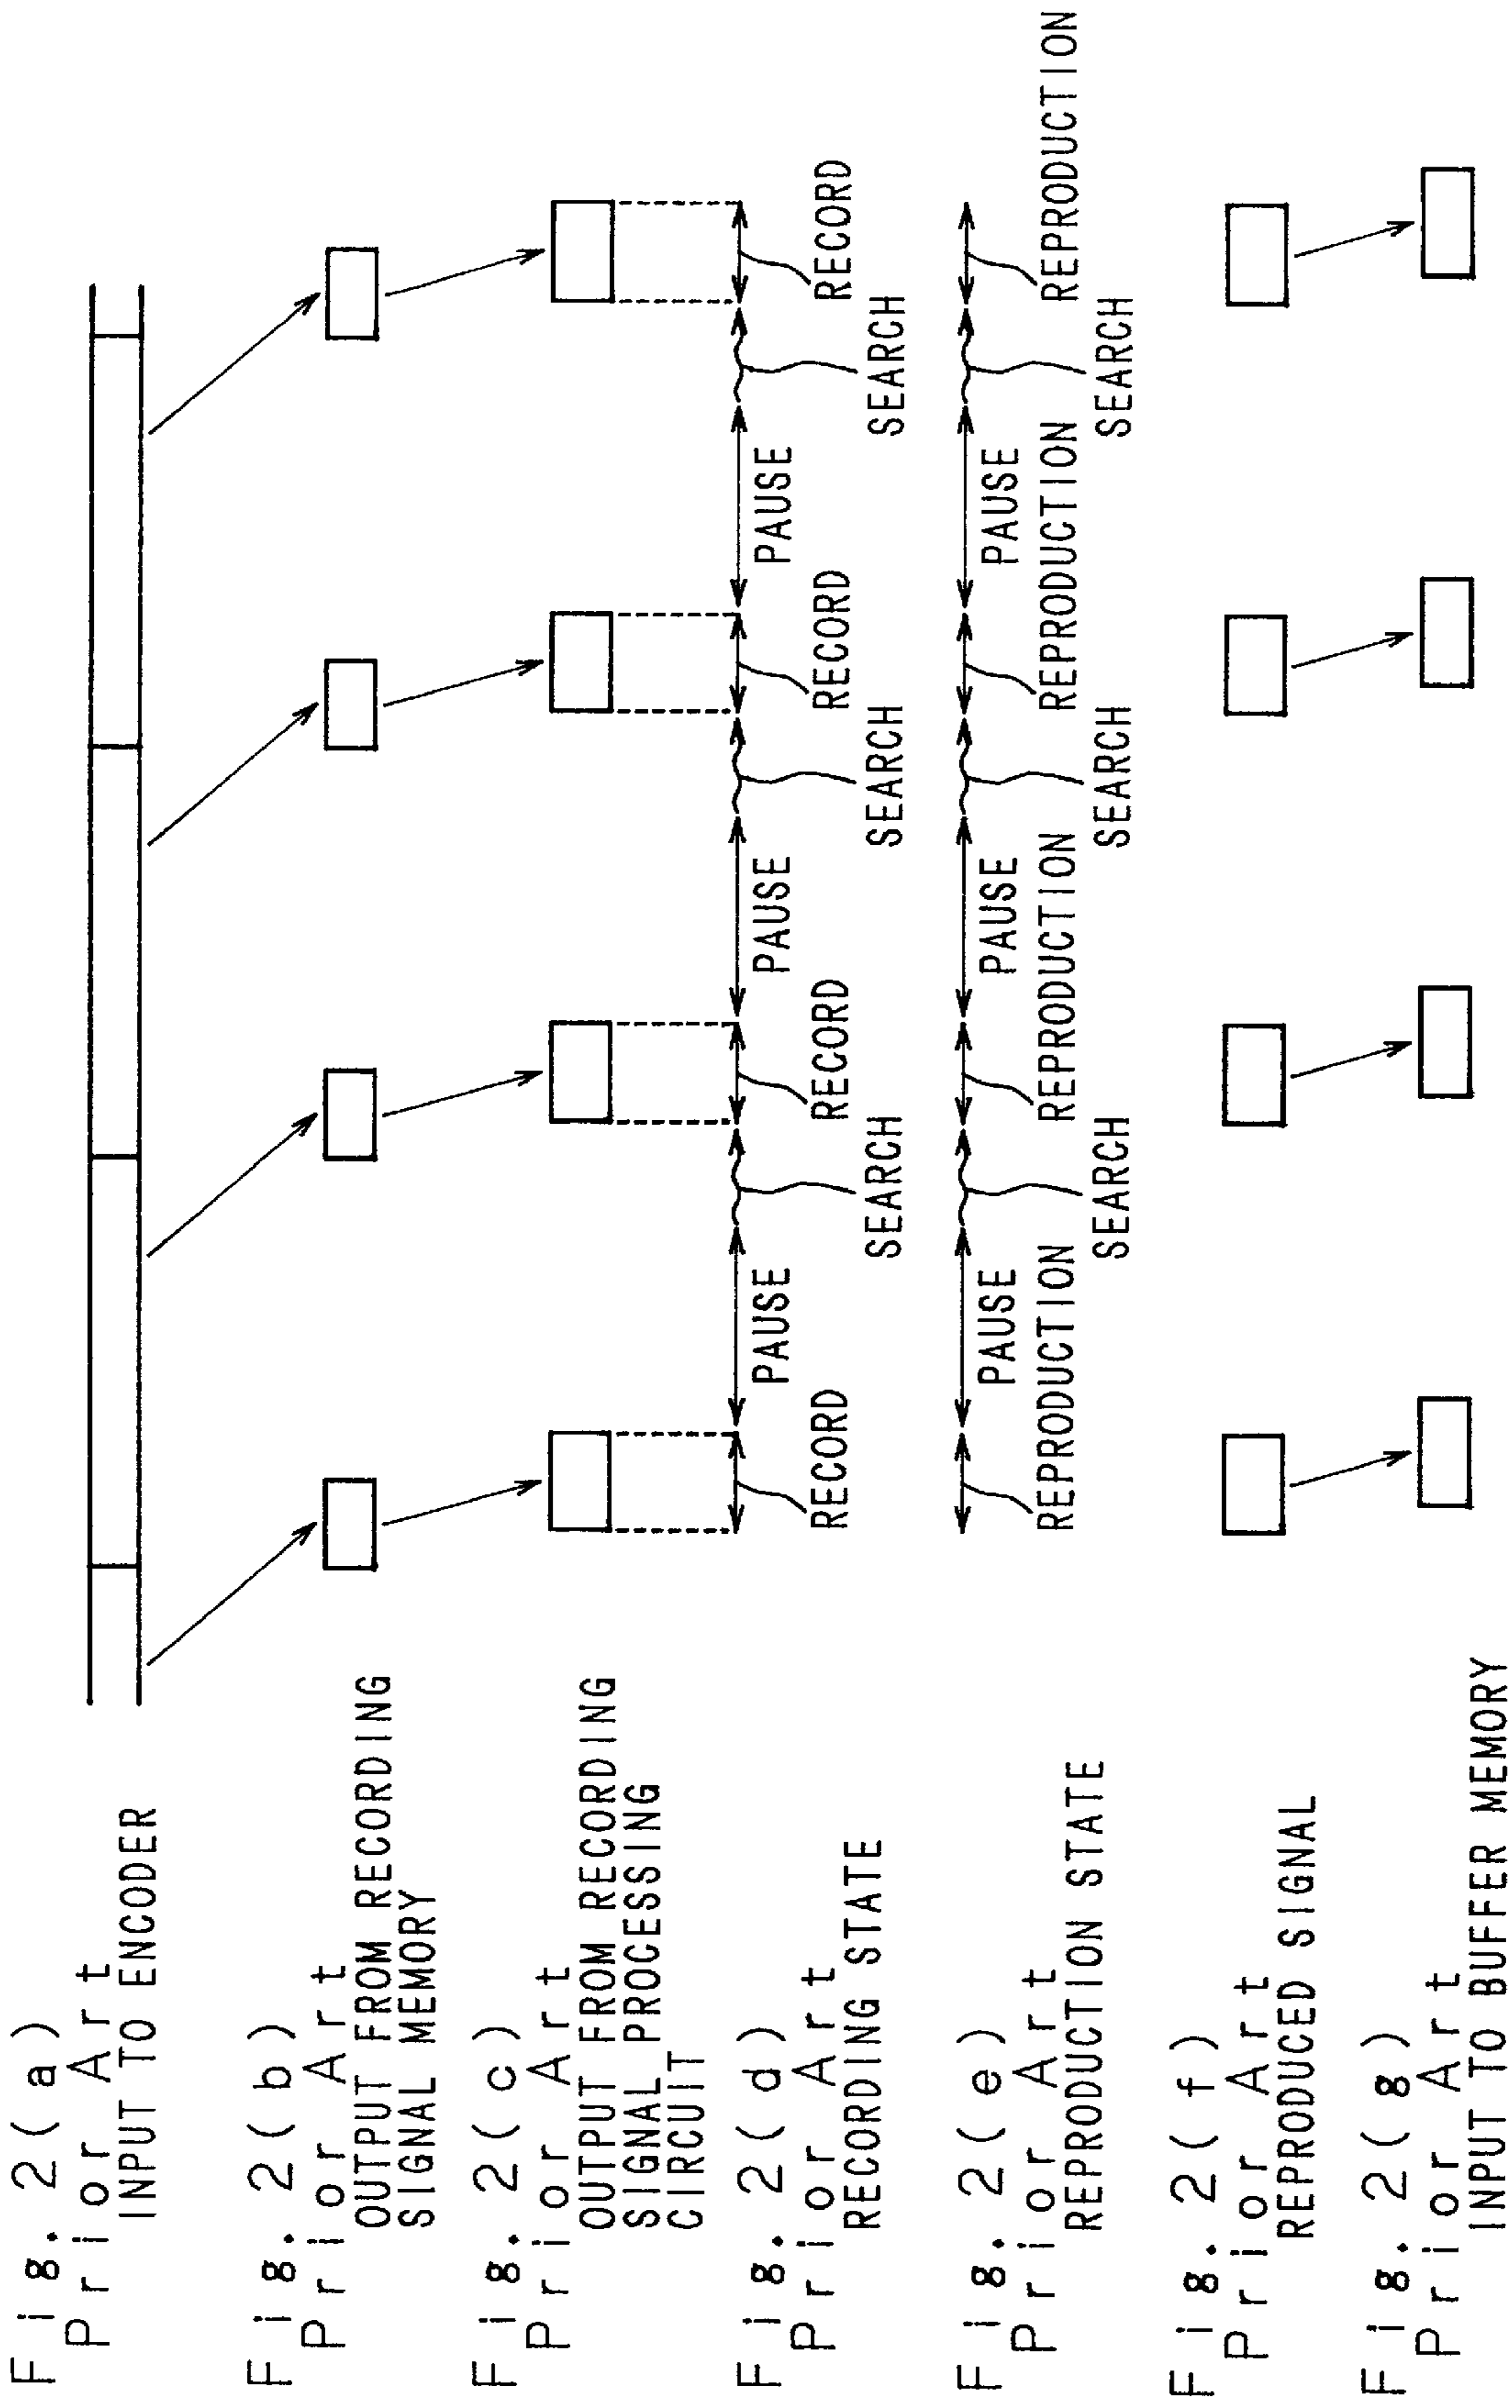 Fig. 2(a)
Prior Art
INPUT TO ENCODER
Fig. 2(b)
Prior Art
OUTPUT FROM RECORDING
SIGNAL MEMORY
Fig. 2(c)
Prior Art
OUTPUT FROM RECORDING
SIGNAL PROCESSING
CIRCUIT
Fig. 2(d)
Prior Art
RECORDING STATE
PAUSE PAUSE PAUSE
RECORD RECORD RECORD RECORD
SEARCH SEARCH SEARCH
Fig. 2(e)
Prior Art
REPRODUCTION STATE
PAUSE PAUSE PAUSE
REPRODUCTION REPRODUCTION REPRODUCTION REPRODUCTION
SEARCH SEARCH SEARCH
Fig. 2(f)
Prior Art
REPRODUCED SIGNAL
Fig. 2(g)
Prior Art
INPUT TO BUFFER MEMORY